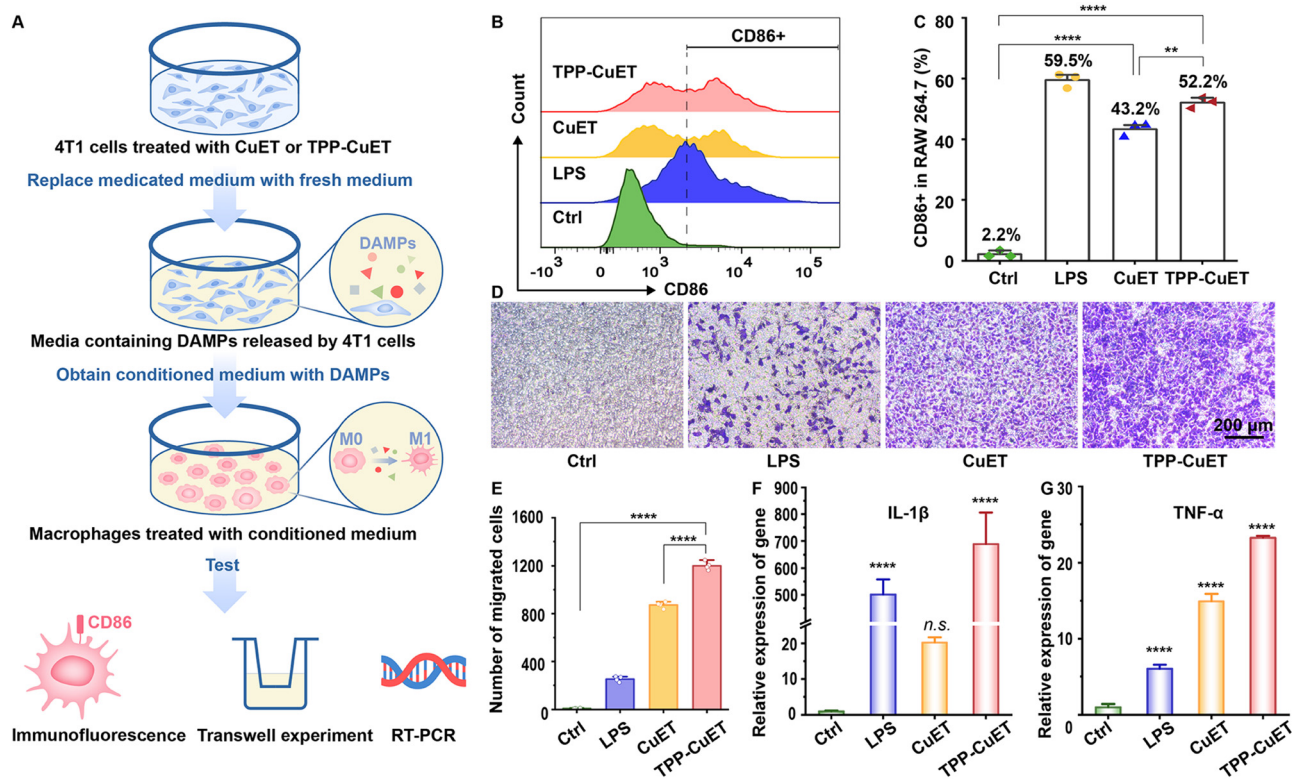 A
4T1 cells treated with CuET or TPP-CuET
Replace medicated medium with fresh medium
DAMPs
Media containing DAMPs released by 4T1 cells
Obtain conditioned medium with DAMPs
M0
M1
Macrophages treated with conditioned medium
Test
CD86
Immunofluorescence
Transwell experiment
RT-PCR
B
CD86+
TPP-CuET
CuET
LPS
Ctrl
Count
-10³ 0 10³ 10⁴ 10⁵
CD86
C
****
****
**
59.5%
43.2%
52.2%
2.2%
CD86+ in RAW 264.7 (%)
80
60
40
20
0
Ctrl LPS CuET TPP-CuET
D
200 μm
Ctrl LPS CuET TPP-CuET
E
Number of migrated cells
1600
1200
800
400
0
****
****
Ctrl LPS CuET TPP-CuET
F
IL-1β
Relative expression of gene
900
800
700
600
500
20
10
0
****
n.s.
****
Ctrl LPS CuET TPP-CuET
G
TNF-α
Relative expression of gene
30
20
10
0
****
****
****
Ctrl LPS CuET TPP-CuET